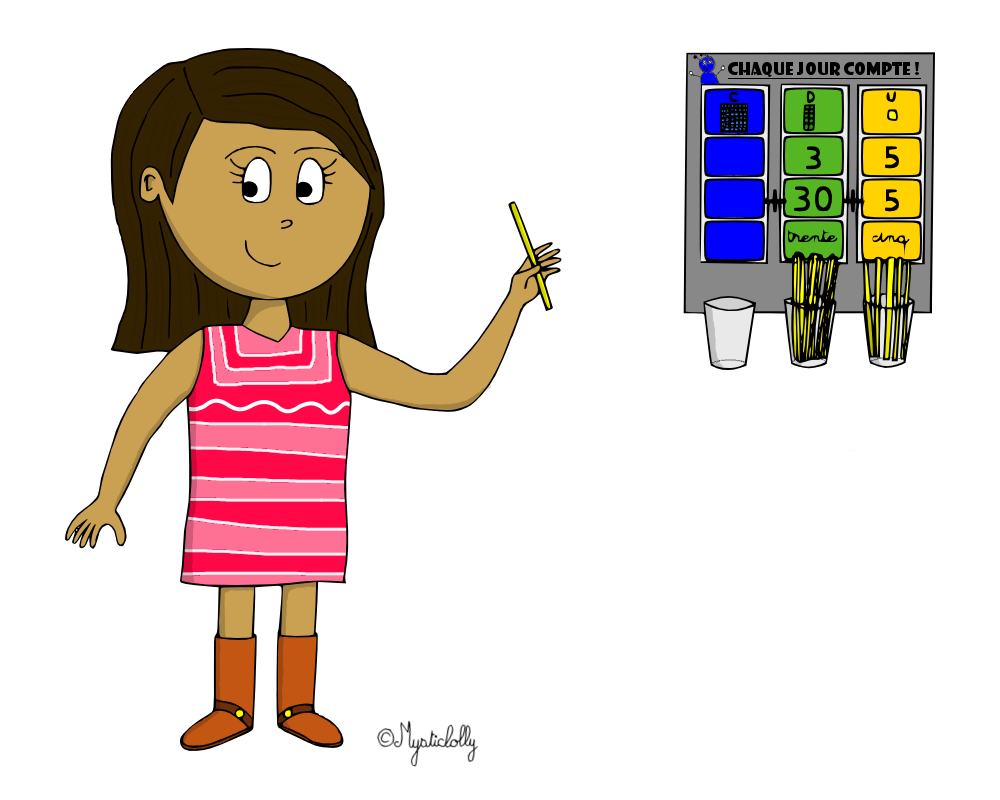 CHAQUE JOUR COMPTE !
C D U
3 5
30 + 5
trente cinq
©Mysticlolly